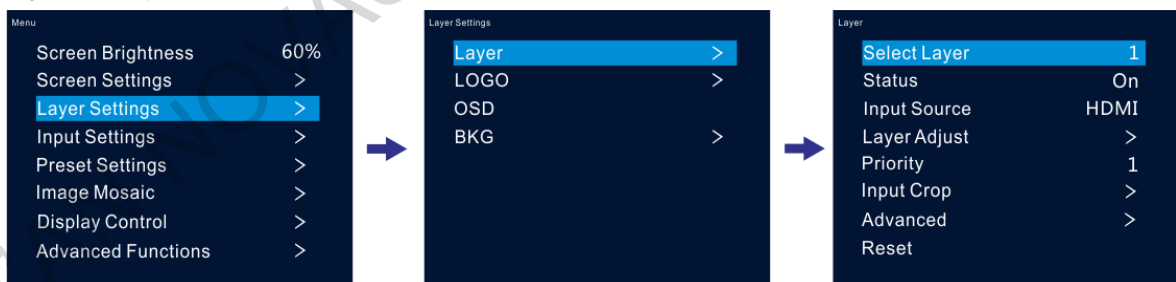 Menu
Screen Brightness 60%
Screen Settings >
Layer Settings >
Input Settings >
Preset Settings >
Image Mosaic >
Display Control >
Advanced Functions >
Layer Settings
Layer >
LOGO >
OSD
BKG >
Layer
Select Layer 1
Status On
Input Source HDMI
Layer Adjust >
Priority 1
Input Crop >
Advanced >
Reset